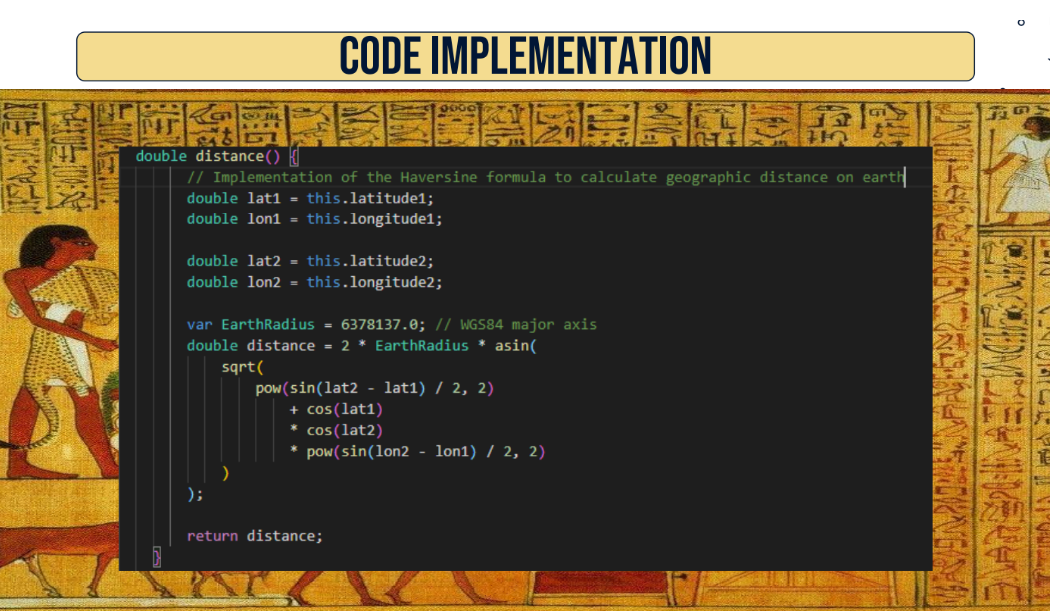 CODE IMPLEMENTATION
double distance() {
// Implementation of the Haversine formula to calculate geographic distance on earth
double lat1 = this.latitude1;
double lon1 = this.longitude1;
double lat2 = this.latitude2;
double lon2 = this.longitude2;
var EarthRadius = 6378137.0; // WGS84 major axis
double distance = 2 * EarthRadius * asin(
sqrt(
pow(sin(lat2 - lat1) / 2, 2)
+ cos(lat1)
* cos(lat2)
* pow(sin(lon2 - lon1) / 2, 2)
)
);
return distance;
}